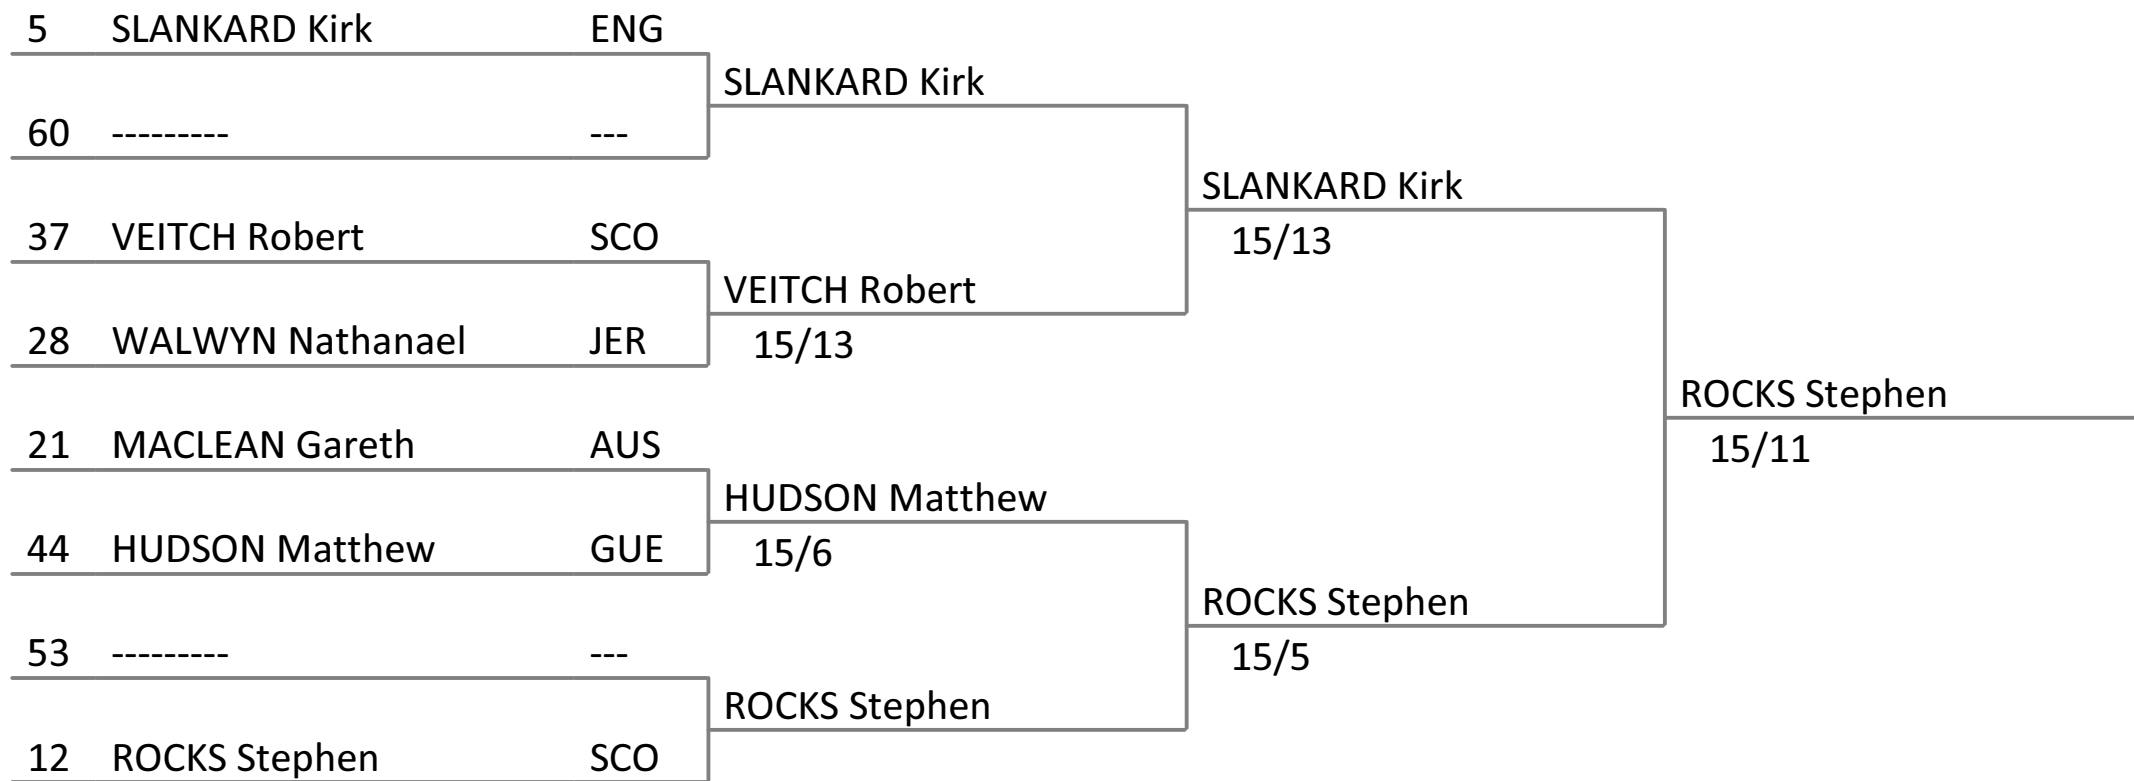 5 SLANKARD Kirk ENG
SLANKARD Kirk
60 --------- ---
SLANKARD Kirk
37 VEITCH Robert SCO
15/13
VEITCH Robert
28 WALWYN Nathanael JER
15/13
ROCKS Stephen
21 MACLEAN Gareth AUS
15/11
HUDSON Matthew
44 HUDSON Matthew GUE
15/6
ROCKS Stephen
53 --------- ---
15/5
ROCKS Stephen
12 ROCKS Stephen SCO